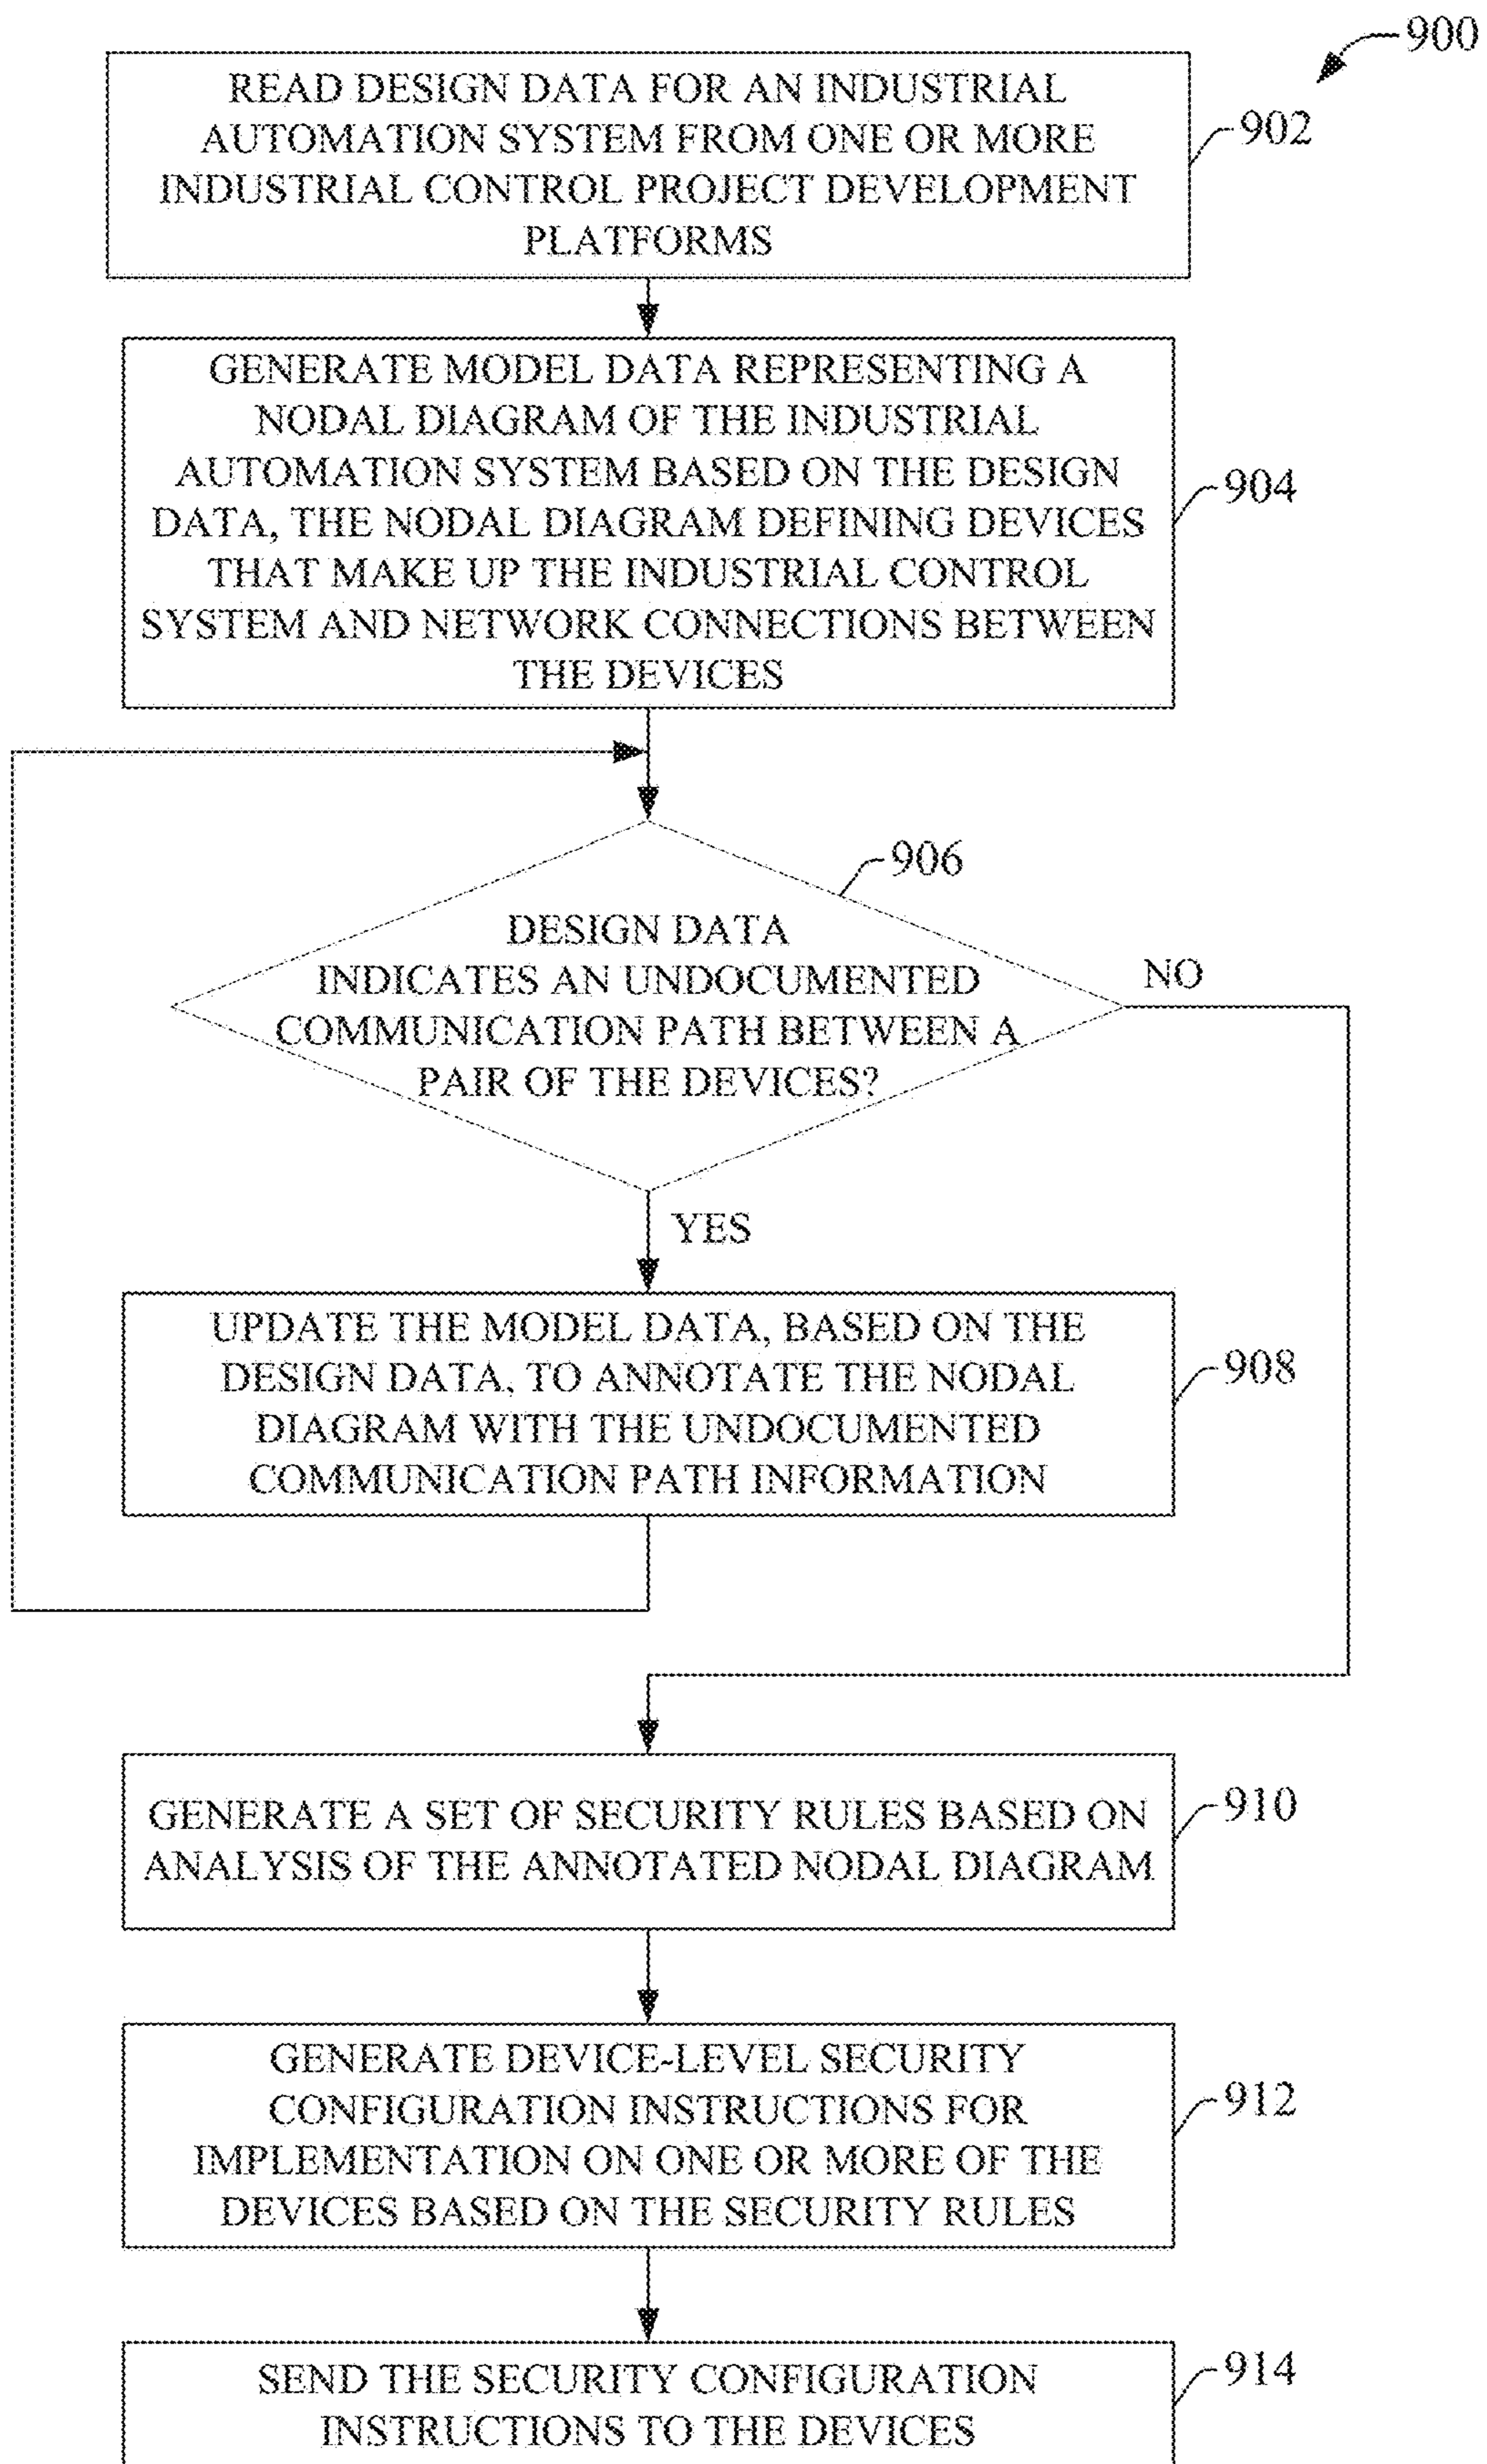 900
READ DESIGN DATA FOR AN INDUSTRIAL
AUTOMATION SYSTEM FROM ONE OR MORE
INDUSTRIAL CONTROL PROJECT DEVELOPMENT
PLATFORMS
902
GENERATE MODEL DATA REPRESENTING A
NODAL DIAGRAM OF THE INDUSTRIAL
AUTOMATION SYSTEM BASED ON THE DESIGN
DATA, THE NODAL DIAGRAM DEFINING DEVICES
THAT MAKE UP THE INDUSTRIAL CONTROL
SYSTEM AND NETWORK CONNECTIONS BETWEEN
THE DEVICES
904
906
DESIGN DATA
INDICATES AN UNDOCUMENTED
COMMUNICATION PATH BETWEEN A
PAIR OF THE DEVICES?
NO
YES
UPDATE THE MODEL DATA, BASED ON THE
DESIGN DATA, TO ANNOTATE THE NODAL
DIAGRAM WITH THE UNDOCUMENTED
COMMUNICATION PATH INFORMATION
908
GENERATE A SET OF SECURITY RULES BASED ON
ANALYSIS OF THE ANNOTATED NODAL DIAGRAM
910
GENERATE DEVICE-LEVEL SECURITY
CONFIGURATION INSTRUCTIONS FOR
IMPLEMENTATION ON ONE OR MORE OF THE
DEVICES BASED ON THE SECURITY RULES
912
SEND THE SECURITY CONFIGURATION
INSTRUCTIONS TO THE DEVICES
914